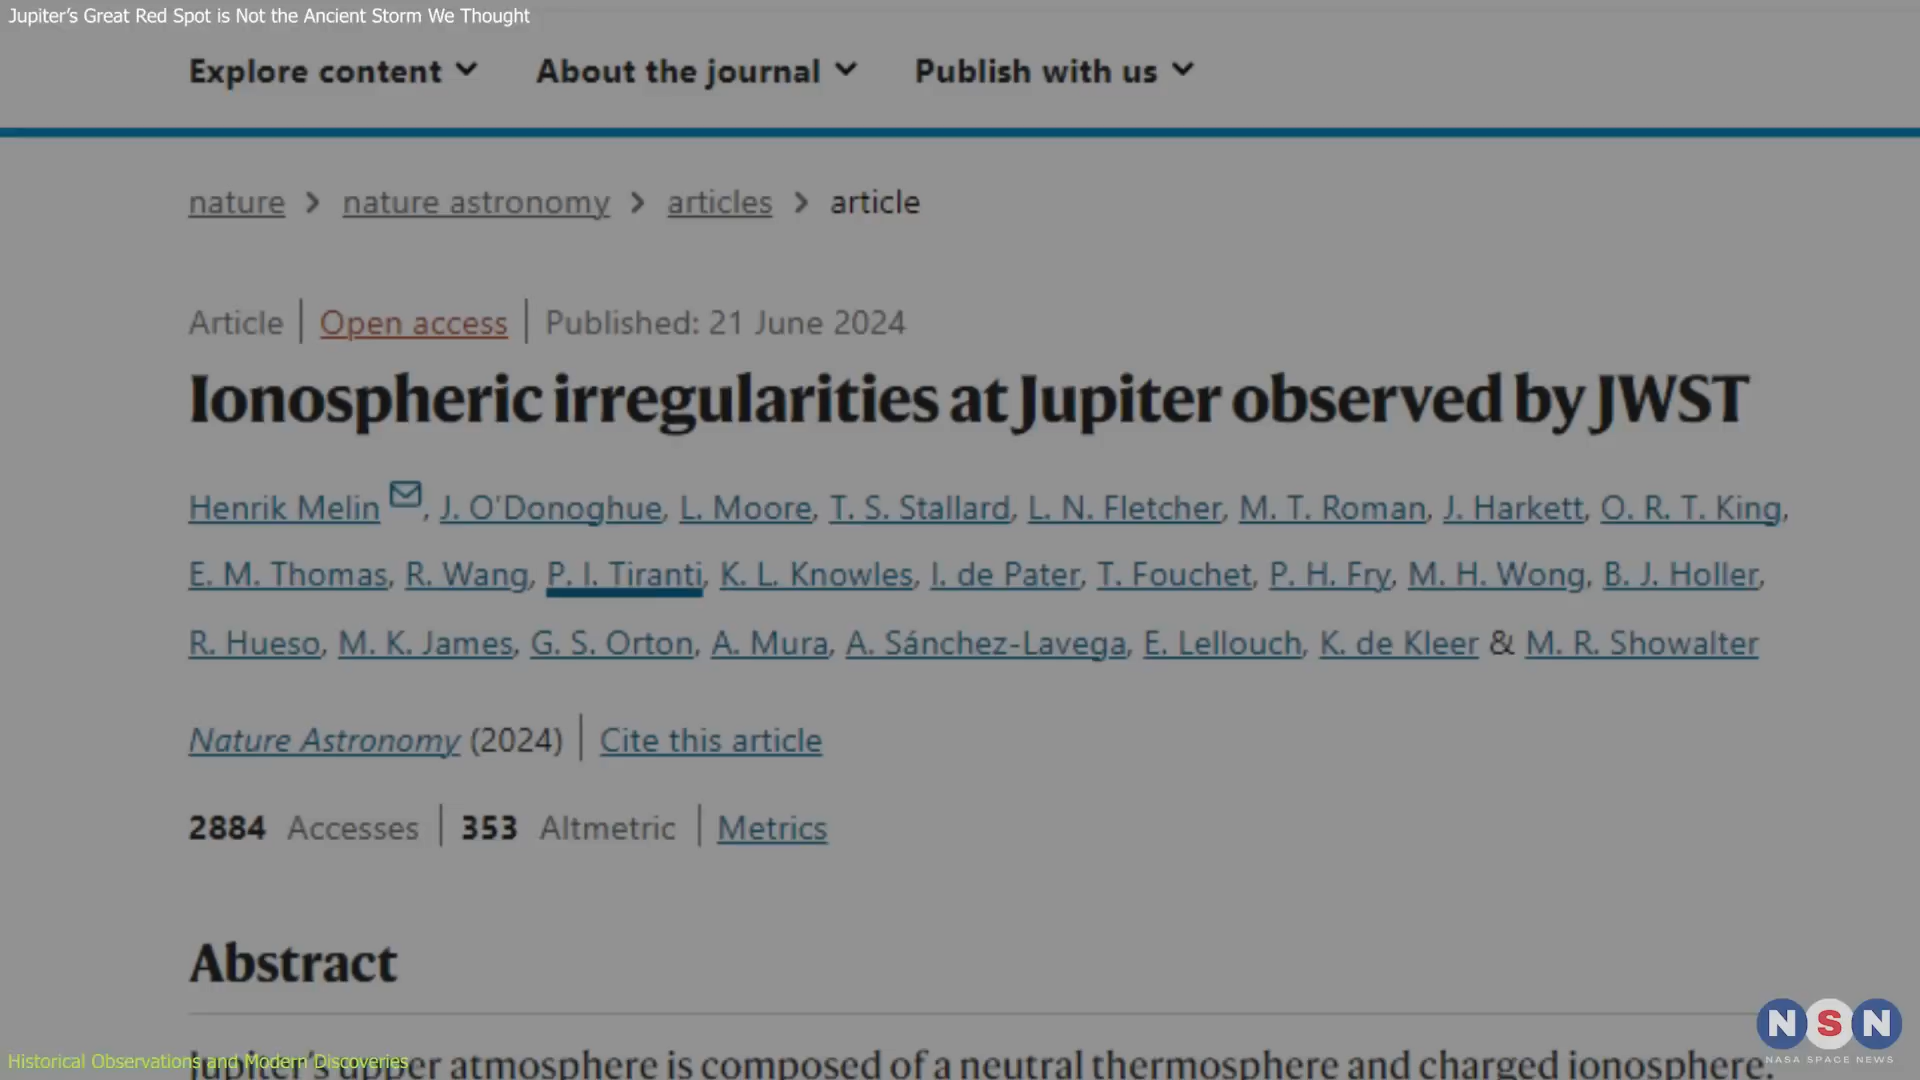 Jupiter’s Great Red Spot is Not the Ancient Storm We Thought
Explore content About the journal Publish with us
nature > nature astronomy > articles > article
Article | Open access | Published: 21 June 2024
Ionospheric irregularities at Jupiter observed by JWST
Henrik Melin, J. O'Donoghue, L. Moore, T. S. Stallard, L. N. Fletcher, M. T. Roman, J. Harkett, O. R. T. King,
E. M. Thomas, R. Wang, P. I. Tiranti, K. L. Knowles, I. de Pater, T. Fouchet, P. H. Fry, M. H. Wong, B. J. Holler,
R. Hueso, M. K. James, G. S. Orton, A. Mura, A. Sánchez-Lavega, E. Lellouch, K. de Kleer & M. R. Showalter
Nature Astronomy (2024) | Cite this article
2884 Accesses | 353 Altmetric | Metrics
Abstract
Jupiter's upper atmosphere is composed of a neutral thermosphere and charged ionosphere.
Historical Observations and Modern Discoveries
NSN
NASA SPACE NEWS